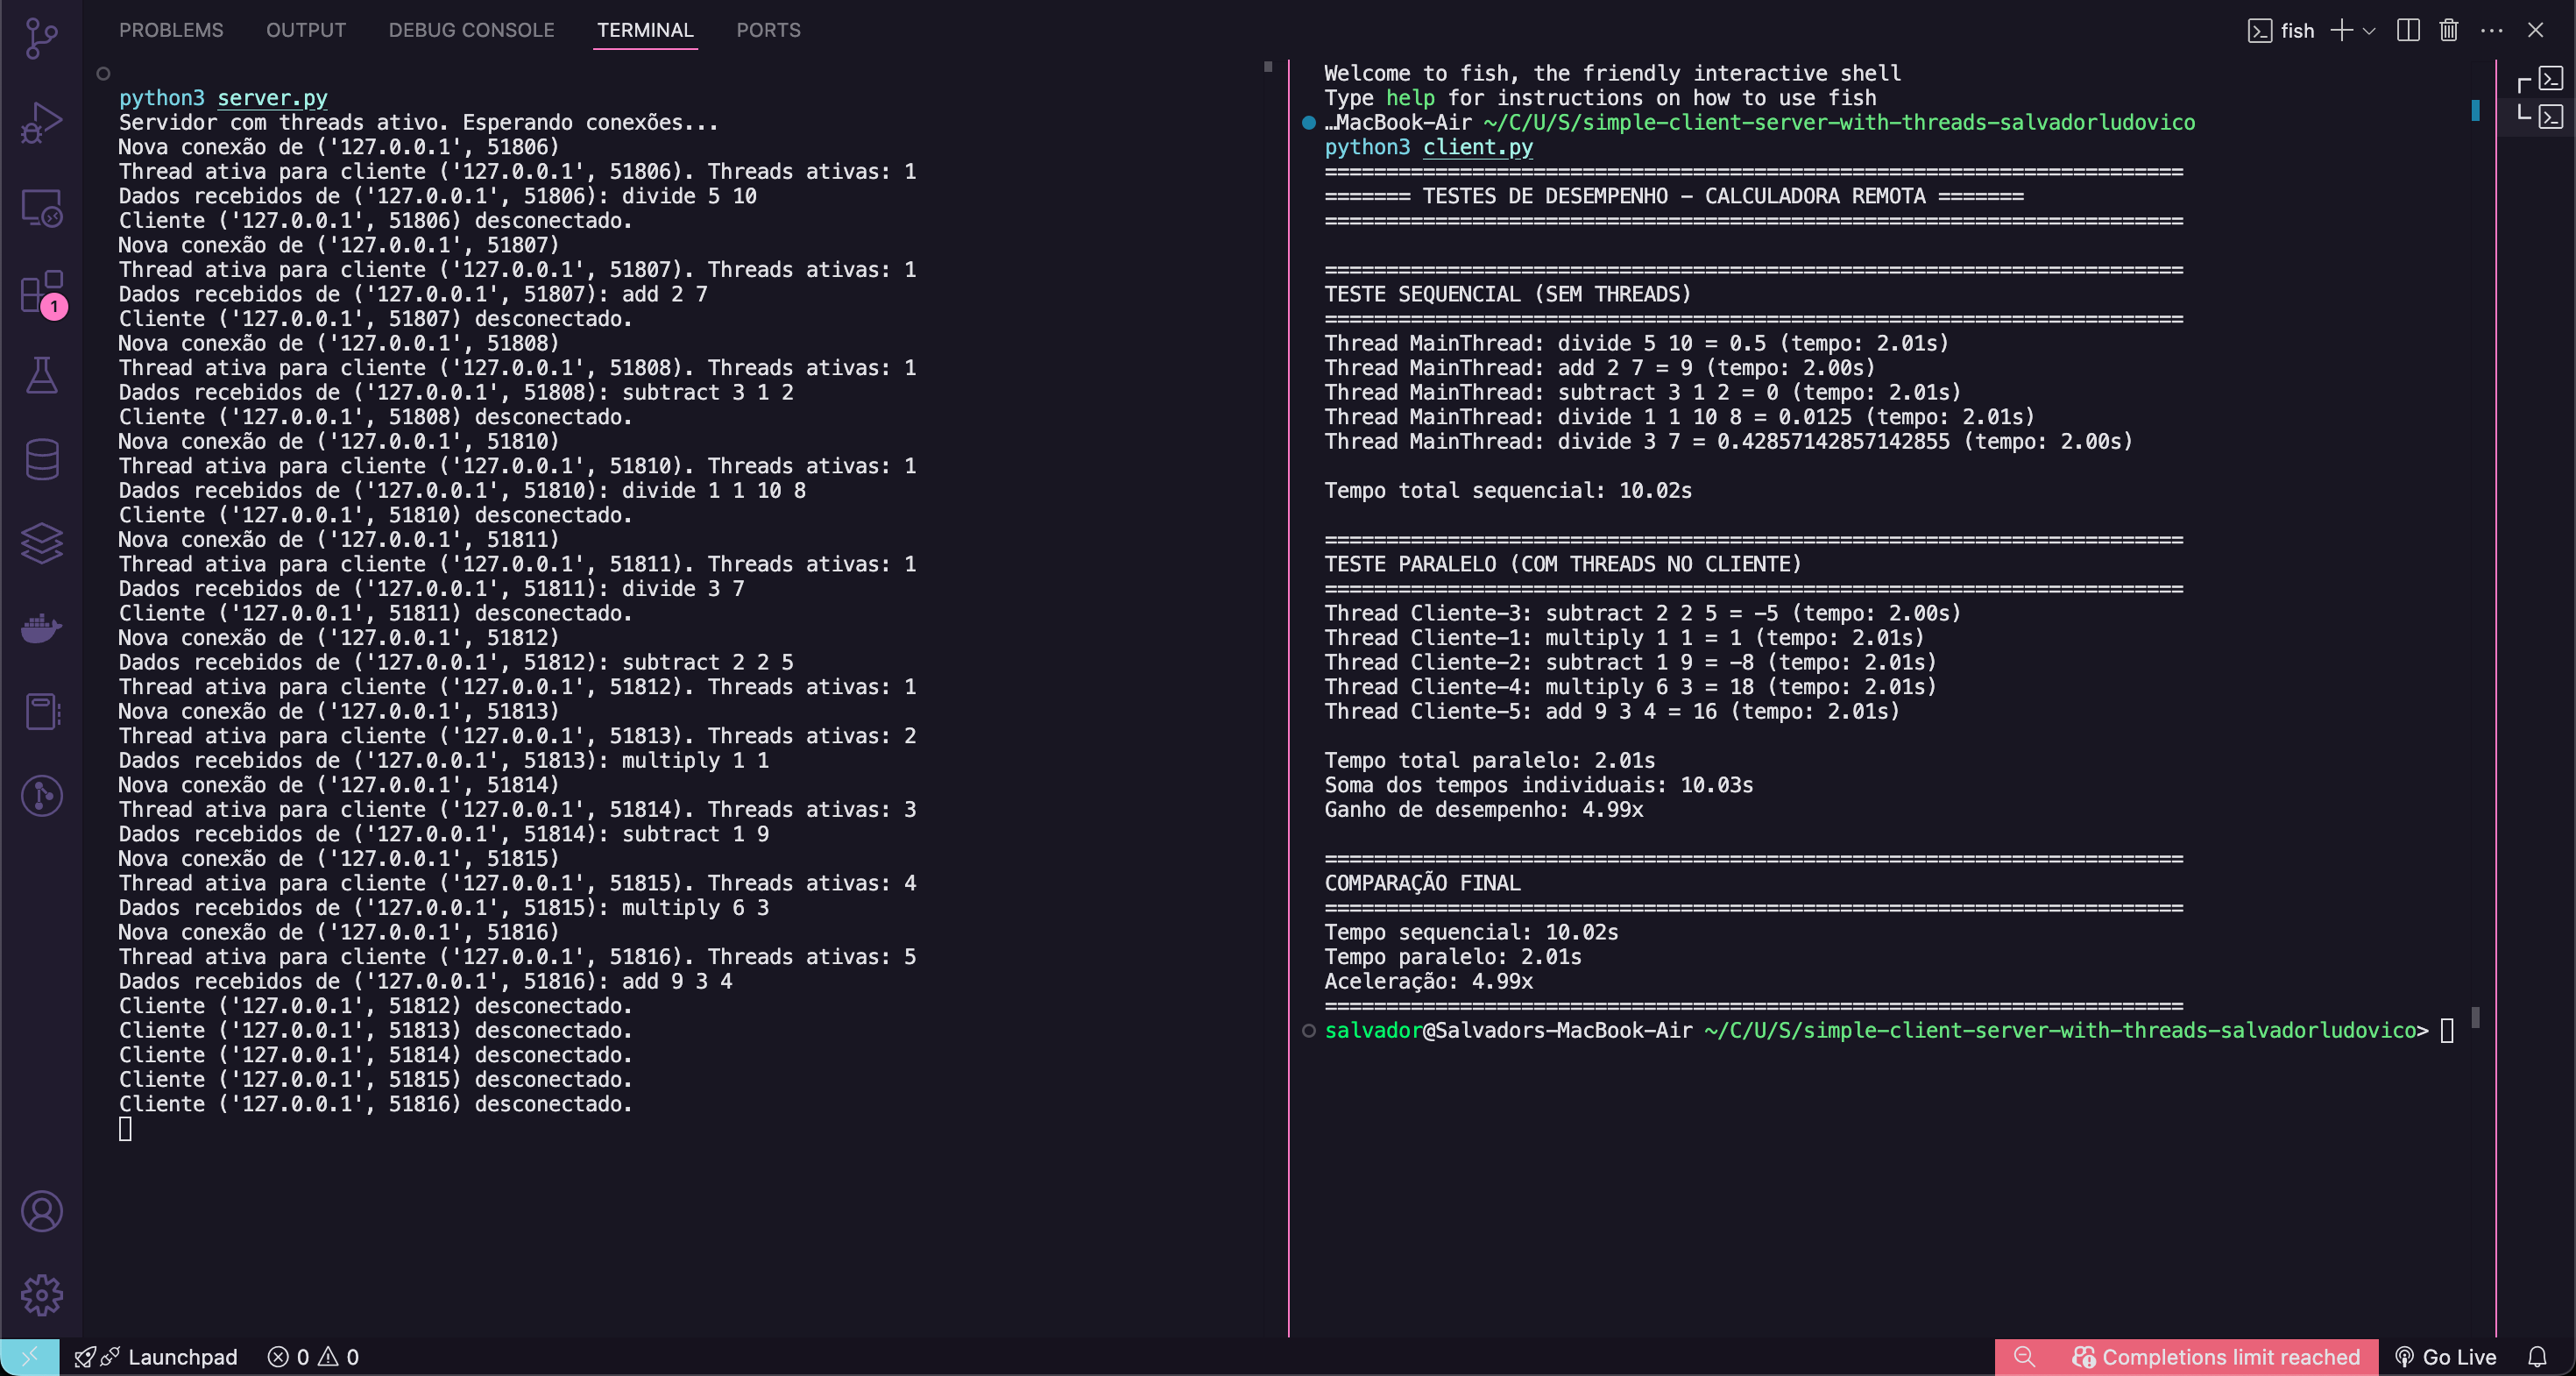 PROBLEMS OUTPUT DEBUG CONSOLE TERMINAL PORTS
fish
python3 server.py
Servidor com threads ativo. Esperando conexões...
Nova conexão de ('127.0.0.1', 51806)
Thread ativa para cliente ('127.0.0.1', 51806). Threads ativas: 1
Dados recebidos de ('127.0.0.1', 51806): divide 5 10
Cliente ('127.0.0.1', 51806) desconectado.
Nova conexão de ('127.0.0.1', 51807)
Thread ativa para cliente ('127.0.0.1', 51807). Threads ativas: 1
Dados recebidos de ('127.0.0.1', 51807): add 2 7
Cliente ('127.0.0.1', 51807) desconectado.
Nova conexão de ('127.0.0.1', 51808)
Thread ativa para cliente ('127.0.0.1', 51808). Threads ativas: 1
Dados recebidos de ('127.0.0.1', 51808): subtract 3 1 2
Cliente ('127.0.0.1', 51808) desconectado.
Nova conexão de ('127.0.0.1', 51810)
Thread ativa para cliente ('127.0.0.1', 51810). Threads ativas: 1
Dados recebidos de ('127.0.0.1', 51810): divide 1 1 10 8
Cliente ('127.0.0.1', 51810) desconectado.
Nova conexão de ('127.0.0.1', 51811)
Thread ativa para cliente ('127.0.0.1', 51811). Threads ativas: 1
Dados recebidos de ('127.0.0.1', 51811): divide 3 7
Cliente ('127.0.0.1', 51811) desconectado.
Nova conexão de ('127.0.0.1', 51812)
Dados recebidos de ('127.0.0.1', 51812): subtract 2 2 5
Thread ativa para cliente ('127.0.0.1', 51812). Threads ativas: 1
Nova conexão de ('127.0.0.1', 51813)
Thread ativa para cliente ('127.0.0.1', 51813). Threads ativas: 2
Dados recebidos de ('127.0.0.1', 51813): multiply 1 1
Nova conexão de ('127.0.0.1', 51814)
Thread ativa para cliente ('127.0.0.1', 51814). Threads ativas: 3
Dados recebidos de ('127.0.0.1', 51814): subtract 1 9
Nova conexão de ('127.0.0.1', 51815)
Thread ativa para cliente ('127.0.0.1', 51815). Threads ativas: 4
Dados recebidos de ('127.0.0.1', 51815): multiply 6 3
Nova conexão de ('127.0.0.1', 51816)
Thread ativa para cliente ('127.0.0.1', 51816). Threads ativas: 5
Dados recebidos de ('127.0.0.1', 51816): add 9 3 4
Cliente ('127.0.0.1', 51812) desconectado.
Cliente ('127.0.0.1', 51813) desconectado.
Cliente ('127.0.0.1', 51814) desconectado.
Cliente ('127.0.0.1', 51815) desconectado.
Cliente ('127.0.0.1', 51816) desconectado.
Welcome to fish, the friendly interactive shell
Type help for instructions on how to use fish
…MacBook-Air ~/C/U/S/simple-client-server-with-threads-salvadorludovico
python3 client.py
======================================================================
======= TESTES DE DESEMPENHO - CALCULADORA REMOTA =======
======================================================================
======================================================================
TESTE SEQUENCIAL (SEM THREADS)
======================================================================
Thread MainThread: divide 5 10 = 0.5 (tempo: 2.01s)
Thread MainThread: add 2 7 = 9 (tempo: 2.00s)
Thread MainThread: subtract 3 1 2 = 0 (tempo: 2.01s)
Thread MainThread: divide 1 1 10 8 = 0.0125 (tempo: 2.01s)
Thread MainThread: divide 3 7 = 0.42857142857142855 (tempo: 2.00s)
Tempo total sequencial: 10.02s
======================================================================
TESTE PARALELO (COM THREADS NO CLIENTE)
======================================================================
Thread Cliente-3: subtract 2 2 5 = -5 (tempo: 2.00s)
Thread Cliente-1: multiply 1 1 = 1 (tempo: 2.01s)
Thread Cliente-2: subtract 1 9 = -8 (tempo: 2.01s)
Thread Cliente-4: multiply 6 3 = 18 (tempo: 2.01s)
Thread Cliente-5: add 9 3 4 = 16 (tempo: 2.01s)
Tempo total paralelo: 2.01s
Soma dos tempos individuais: 10.03s
Ganho de desempenho: 4.99x
======================================================================
COMPARAÇÃO FINAL
======================================================================
Tempo sequencial: 10.02s
Tempo paralelo: 2.01s
Aceleração: 4.99x
======================================================================
salvador@Salvadors-MacBook-Air ~/C/U/S/simple-client-server-with-threads-salvadorludovico>
1
Launchpad 0 0 Completions limit reached Go Live